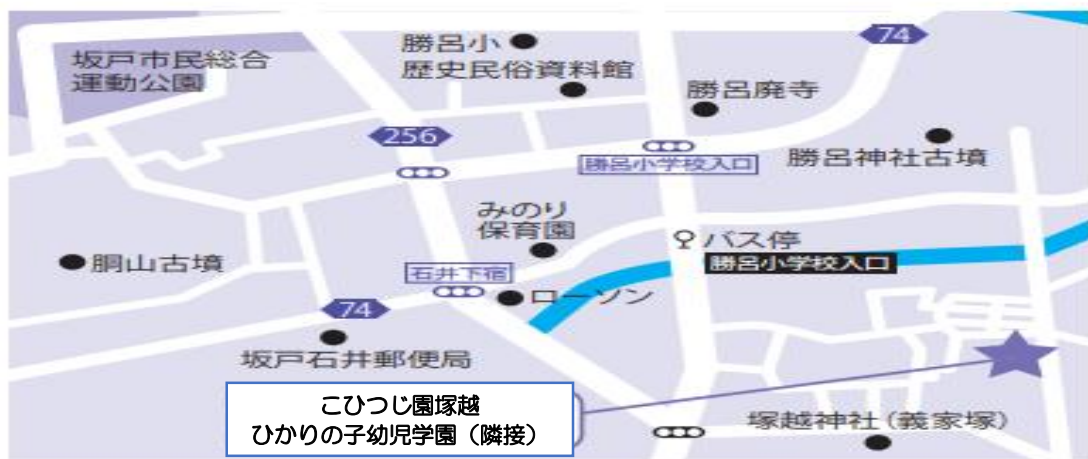 坂戸市民総合
運動公園
勝呂小
歴史民俗資料館
74
勝呂廃寺
256
勝呂小学校入口
勝呂神社古墳
みのり
保育園
バス停
勝呂小学校入口
胴山古墳
石井下宿
ローソン
74
坂戸石井郵便局
こひつじ園塚越
ひかりの子幼児学園（隣接）
塚越神社（義家塚）